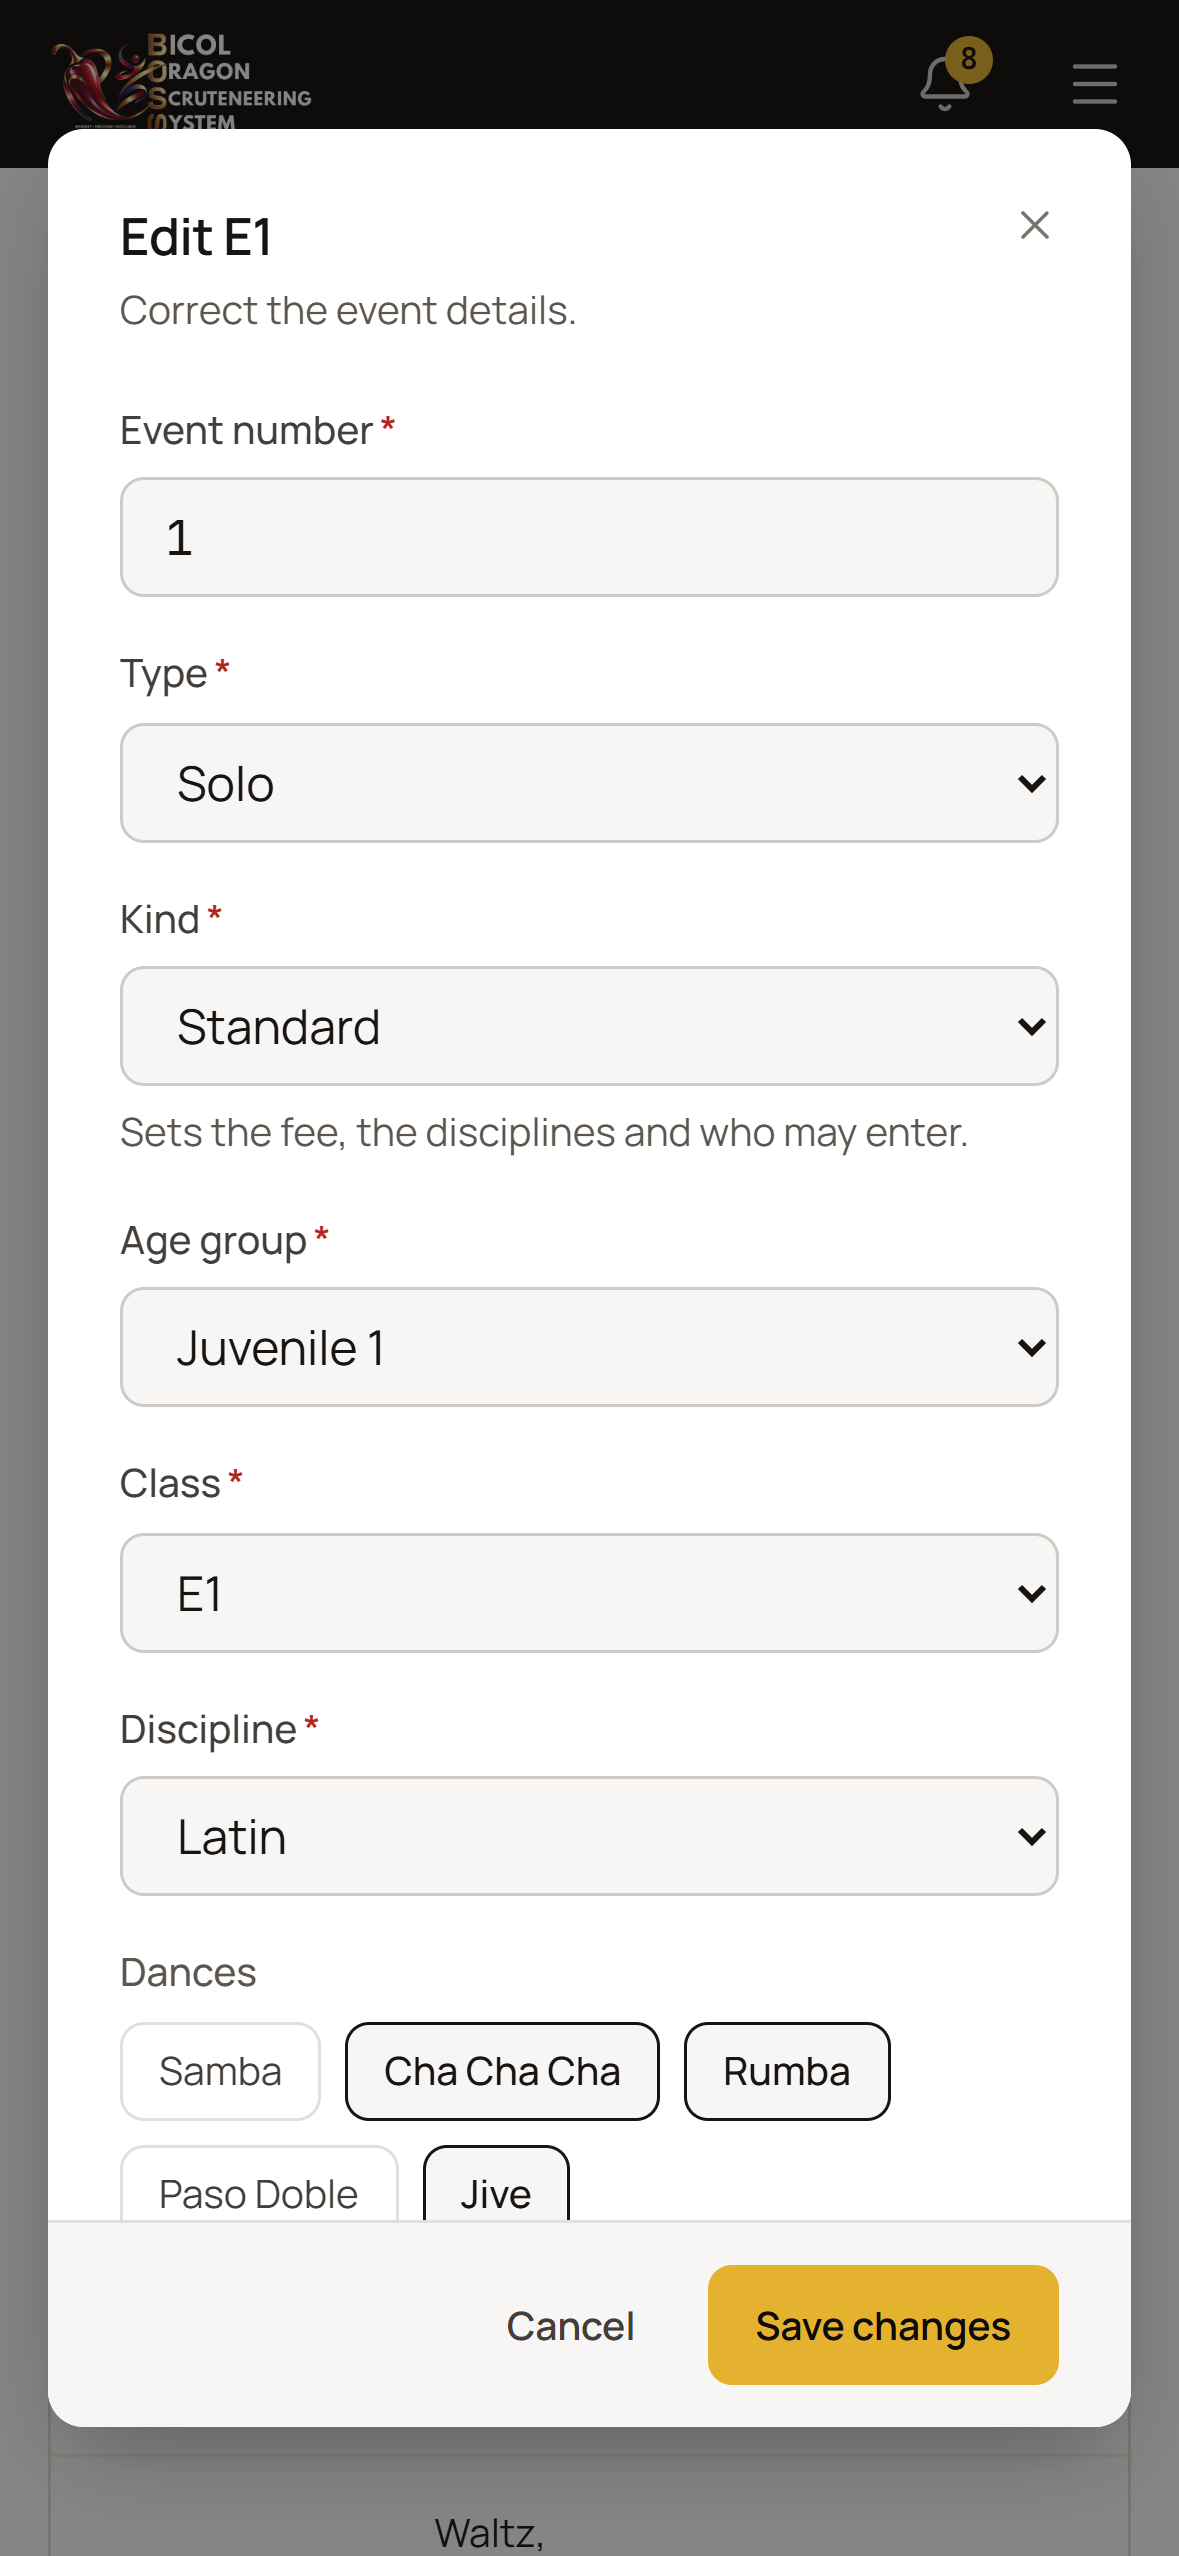 BICOL
ORAGON
SCRUTENEERING
SYSTEM
8
Edit E1
Correct the event details.
Event number *
1
Type *
Solo
Kind *
Standard
Sets the fee, the disciplines and who may enter.
Age group *
Juvenile 1
Class *
E1
Discipline *
Latin
Dances
Samba Cha Cha Cha Rumba
Paso Doble Jive
Cancel Save changes
Waltz,